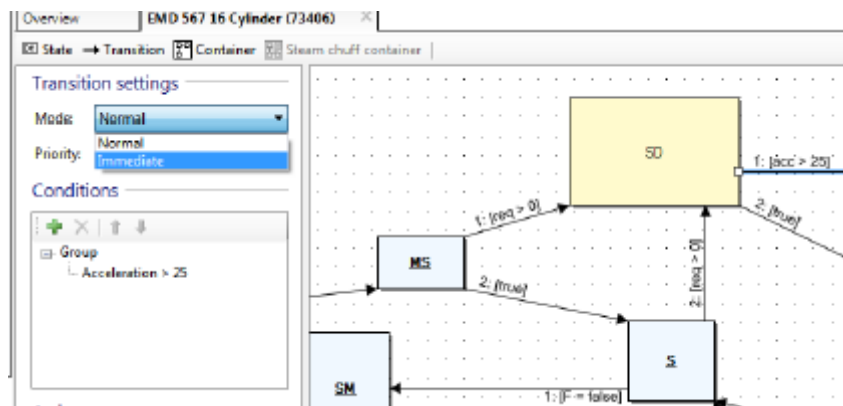 Overview EMD 567 16 Cylinder (73406)
State Transition Container Steam chuff container
Transition settings
Mode: Normal
Normal
Priority: Immediate
Conditions
Group
Acceleration > 25
SD
1: [acc > 25]
2: [true]
1: [req > 0]
MS
2: [true]
2: [req > 0]
S
SM
1: [F = false]